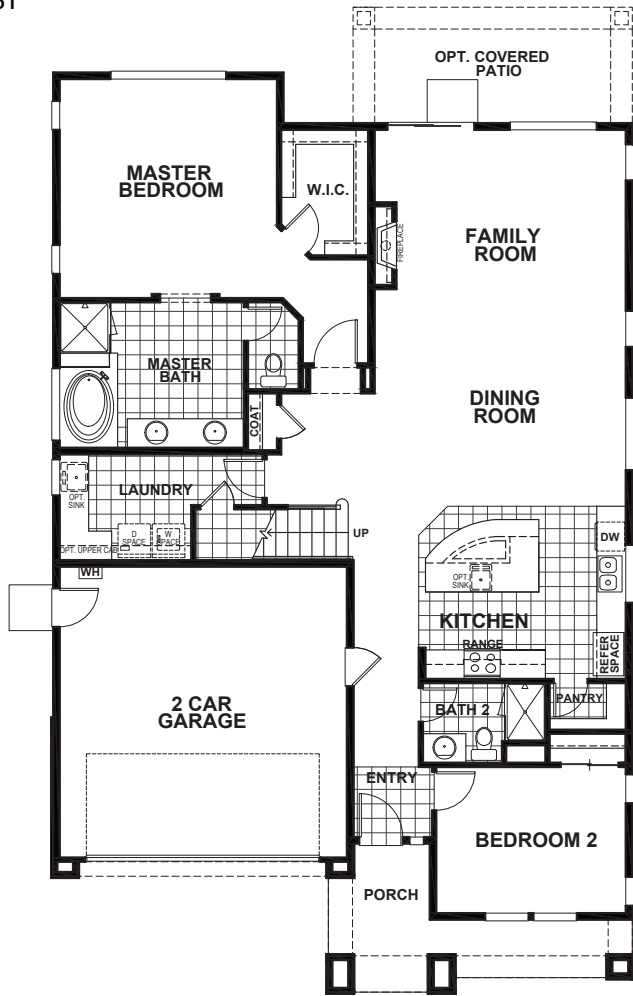 OPT. COVERED
PATIO
MASTER
BEDROOM
W.I.C.
FAMILY
ROOM
FIREPLACE
MASTER
BATH
DINING
ROOM
COAT
LAUNDRY
OPT.
SINK
D
SPACE
W
SPACE
OPT. UPPER CAB
UP
WH
DW
OPT.
SINK
KITCHEN
RANGE
REFER
SPACE
2 CAR
GARAGE
BATH 2
PANTRY
ENTRY
BEDROOM 2
PORCH